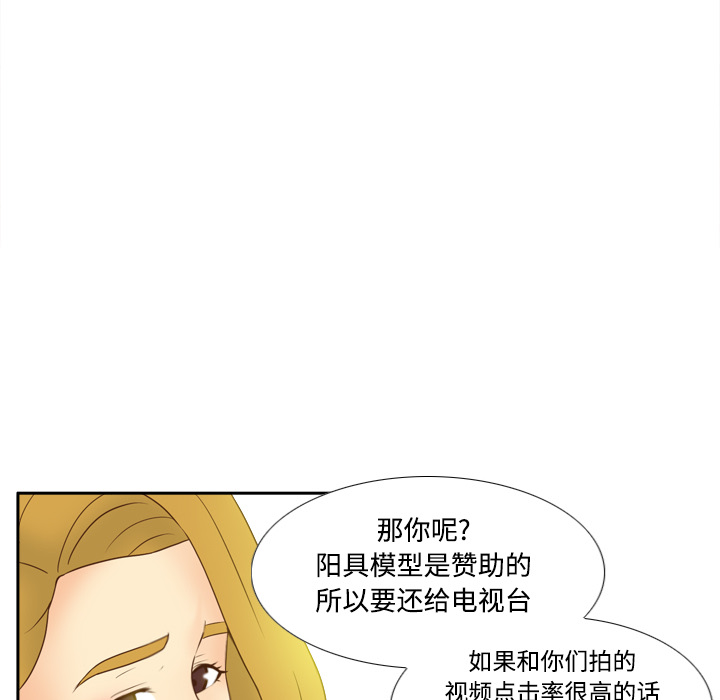 那你呢?
阳具模型是赞助的
所以要还给电视台
如果和你们拍的
视频点击率很高的话